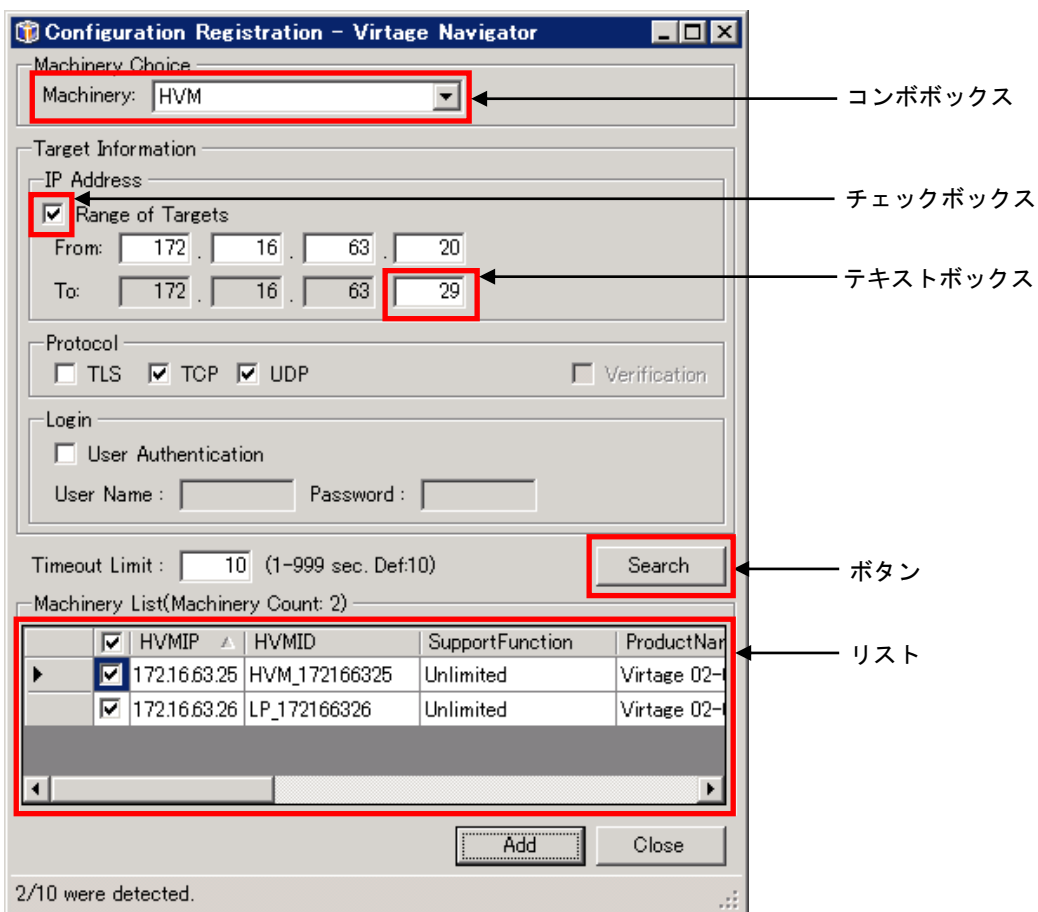 Configuration Registration - Virtage Navigator
Machinery Choice
Machinery: HVM
コンボボックス
Target Information
IP Address
チェックボックス
Range of Targets
From: 172 . 16 . 63 . 20
テキストボックス
To: 172 . 16 . 63 29
Protocol
TLS TCP UDP Verification
Login
User Authentication
User Name : Password :
Timeout Limit : 10 (1-999 sec. Def:10) Search
ボタン
Machinery List(Machinery Count: 2)
HVMIP HVMID SupportFunction ProductNar
リスト
172.16.63.25 HVM_172166325 Unlimited Virtage 02-
172.16.63.26 LP_172166326 Unlimited Virtage 02-
Add Close
2/10 were detected.